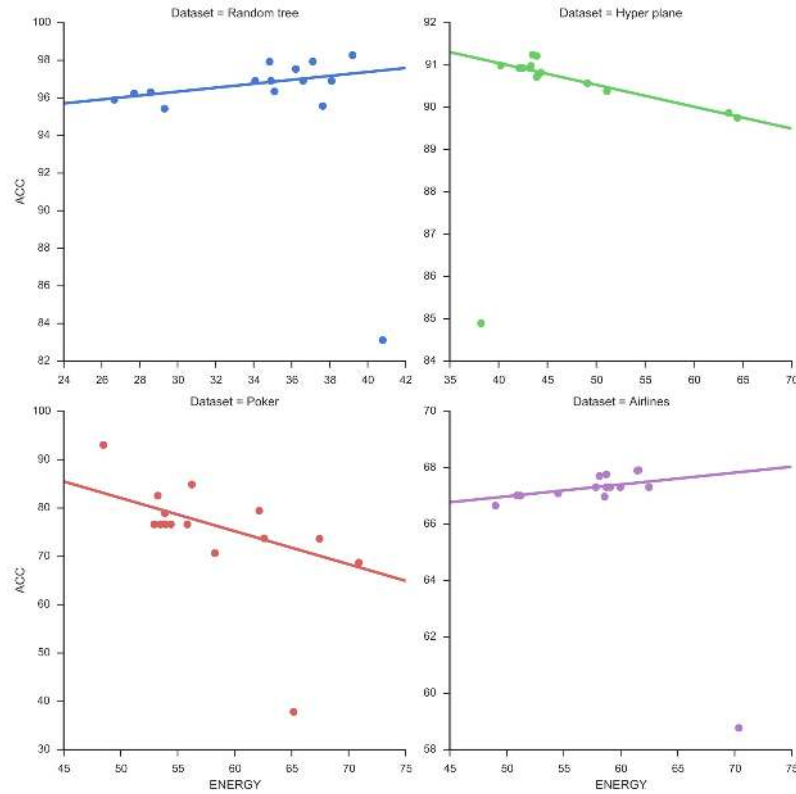 Dataset = Random tree
100
98
96
94
92
90
88
86
84
82
ACC
24 26 28 30 32 34 36 38 40 42
Dataset = Hyper plane
92
91
90
89
88
87
86
85
84
35 40 45 50 55 60 65 70
Dataset = Poker
100
90
80
70
60
50
40
30
ACC
45 50 55 60 65 70 75
ENERGY
Dataset = Airlines
70
68
66
64
62
60
58
45 50 55 60 65 70 75
ENERGY